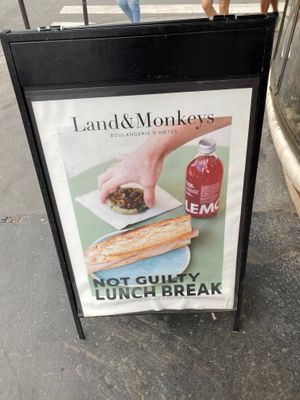 Land&Monkeys
BOULANGERIE D'HÔTES
LEMO
NOT GUILTY
LUNCH BREAK